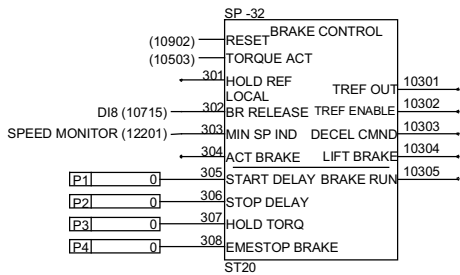 SP -32
BRAKE CONTROL
(10902) RESET
(10503) TORQUE ACT
301 HOLD REF TREF OUT 10301
LOCAL
DI8 (10715) 302 BR RELEASE TREF ENABLE 10302
SPEED MONITOR (12201) 303 MIN SP IND DECEL CMND 10303
304 ACT BRAKE LIFT BRAKE 10304
P1 0 305 START DELAY BRAKE RUN 10305
P2 0 306 STOP DELAY
P3 0 307 HOLD TORQ
P4 0 308 EMESTOP BRAKE
ST20